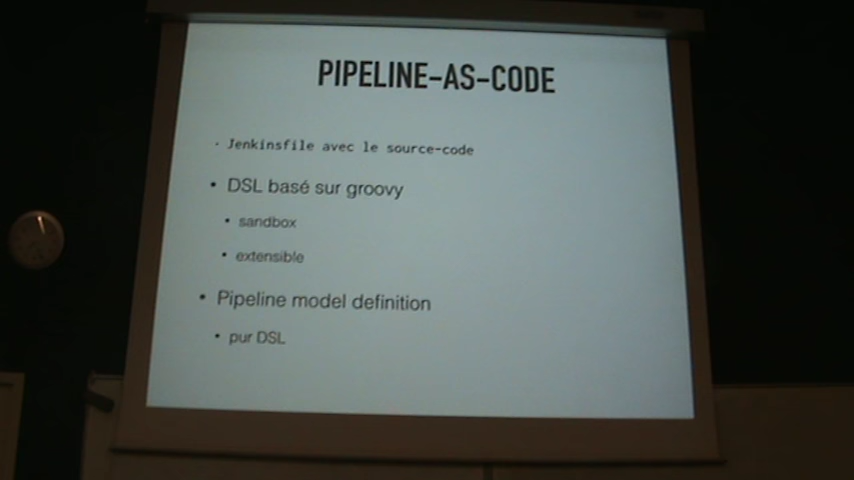 PIPELINE-AS-CODE
• Jenkinsfile avec le source-code
• DSL basé sur groovy
• sandbox
• extensible
• Pipeline model definition
• pur DSL